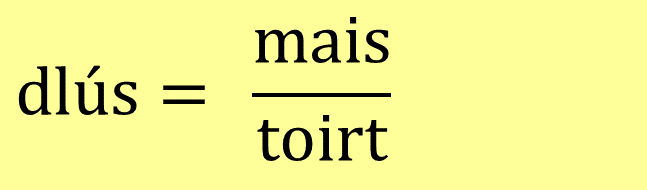 dlús = mais
toirt